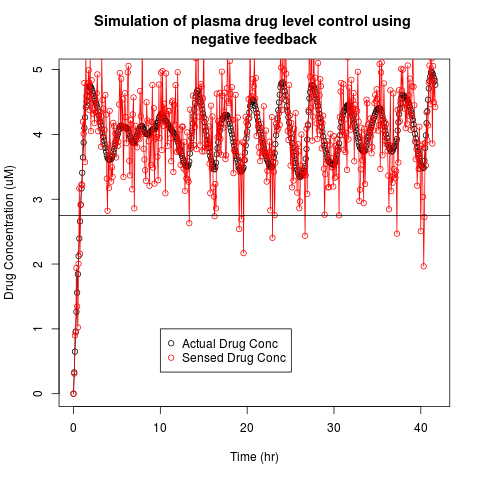 Simulation of plasma drug level control using
negative feedback
Drug Concentration (uM)
5
4
3
2
1
0
Actual Drug Conc
Sensed Drug Conc
0 10 20 30 40
Time (hr)